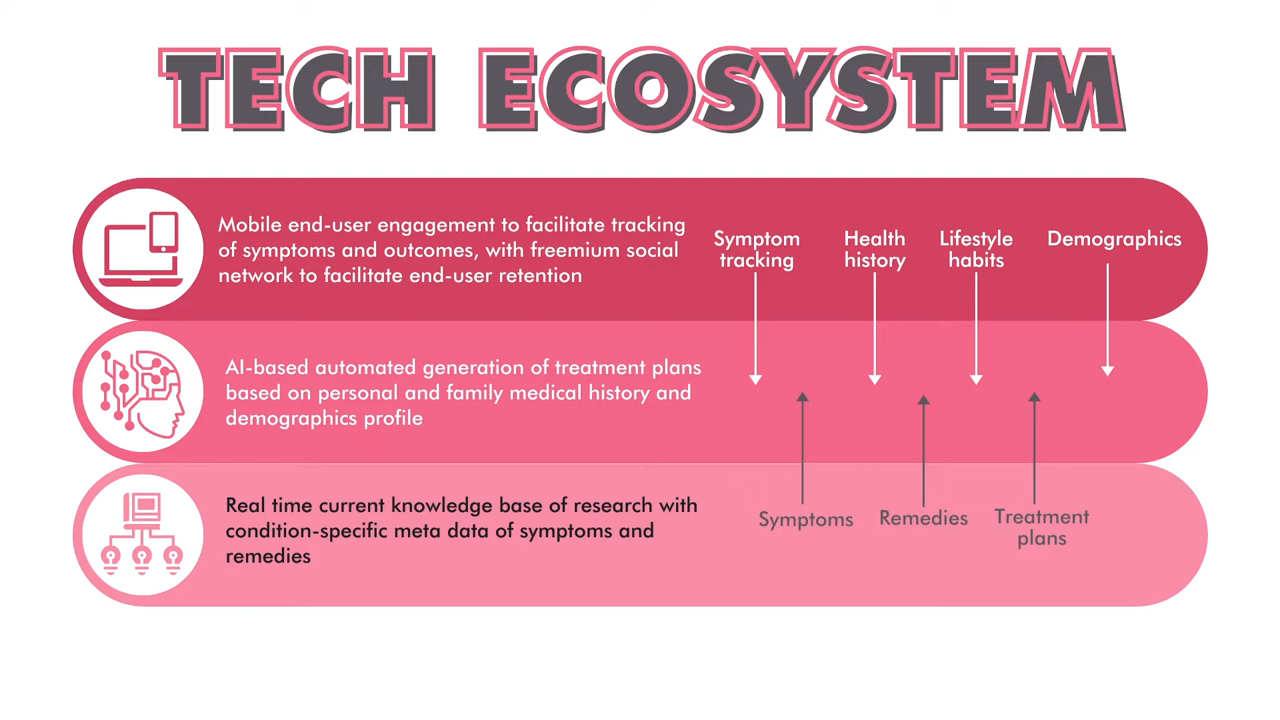 TECH ECOSYSTEM
Mobile end-user engagement to facilitate tracking
of symptoms and outcomes, with freemium social
network to facilitate end-user retention
Symptom
tracking
Health
history
Lifestyle
habits
Demographics
AI-based automated generation of treatment plans
based on personal and family medical history and
demographics profile
Real time current knowledge base of research with
condition-specific meta data of symptoms and
remedies
Symptoms
Remedies
Treatment
plans